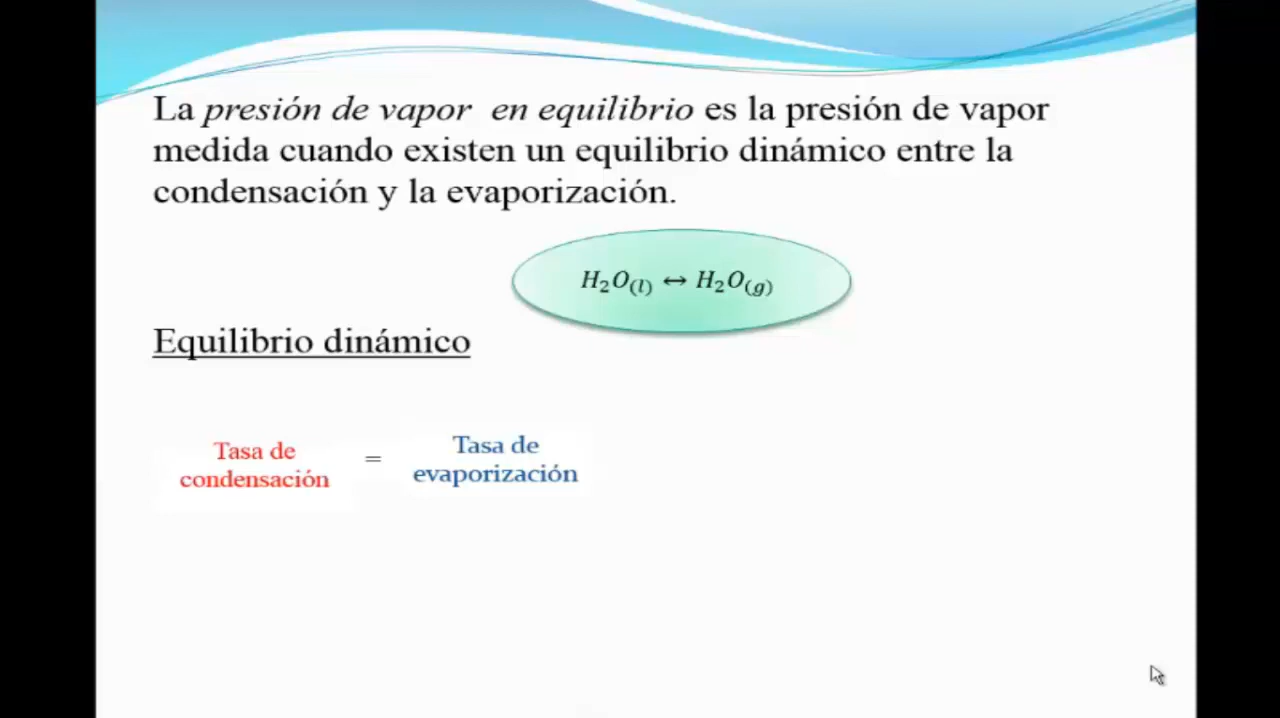 La presión de vapor en equilibrio es la presión de vapor
medida cuando existen un equilibrio dinámico entre la
condensación y la evaporización.
H₂O₍l₎ ↔ H₂O₍g₎
Equilibrio dinámico
Tasa de
condensación
=
Tasa de
evaporización